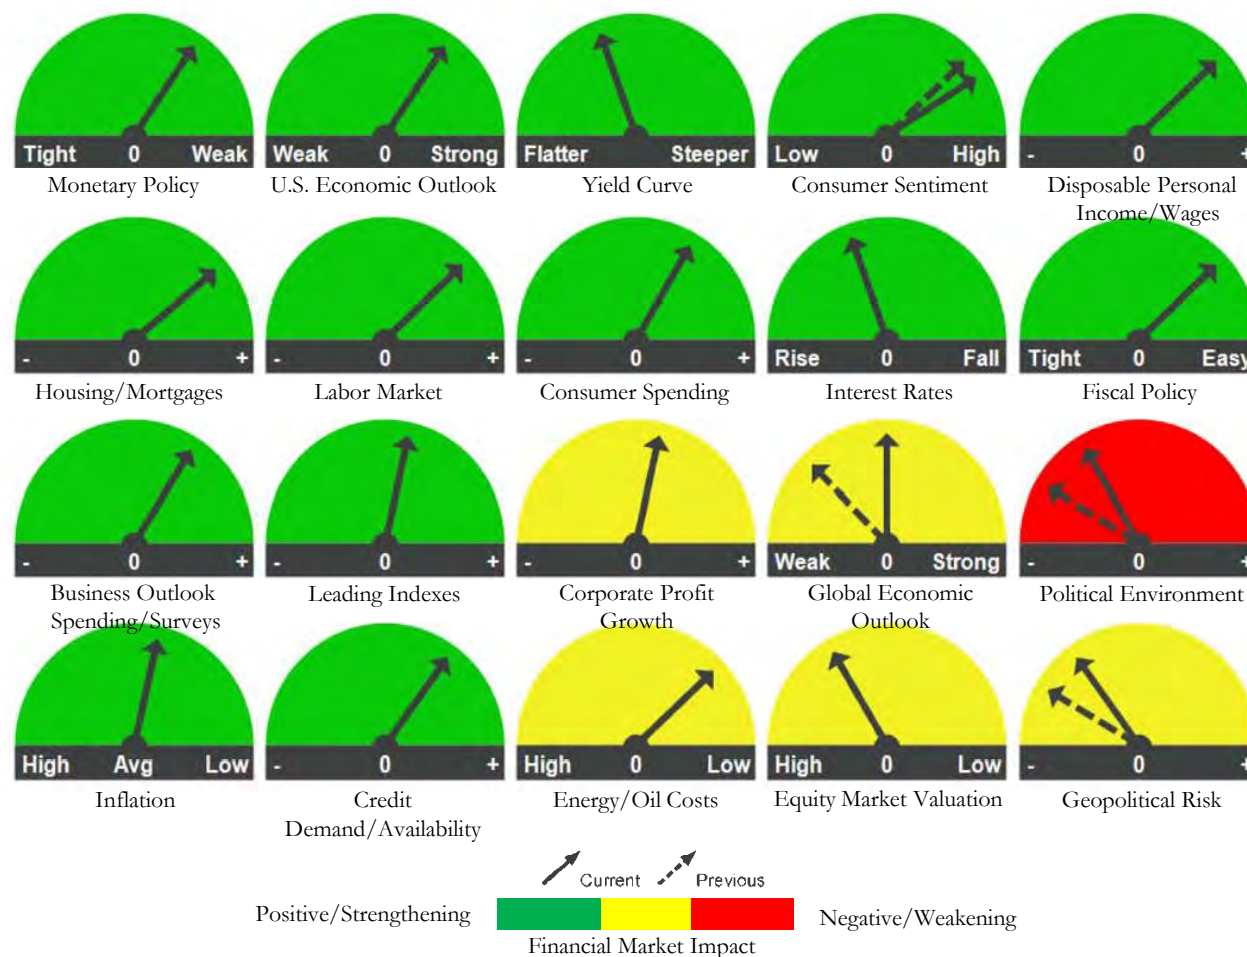 Tight 0 Weak
Weak 0 Strong
Flatter Steeper
Low 0 High
- 0 +
Monetary Policy
U.S. Economic Outlook
Yield Curve
Consumer Sentiment
Disposable Personal
Income/Wages
- 0 +
- 0 +
- 0 +
Rise 0 Fall
Tight 0 Easy
Housing/Mortgages
Labor Market
Consumer Spending
Interest Rates
Fiscal Policy
- 0 +
- 0 +
- 0 +
Weak 0 Strong
- 0 +
Business Outlook
Spending/Surveys
Leading Indexes
Corporate Profit
Growth
Global Economic
Outlook
Political Environment
High Avg Low
- 0 +
High 0 Low
High 0 Low
- 0 +
Inflation
Credit
Demand/Availability
Energy/Oil Costs
Equity Market Valuation
Geopolitical Risk
Current Previous
Positive/Strengthening
Negative/Weakening
Financial Market Impact